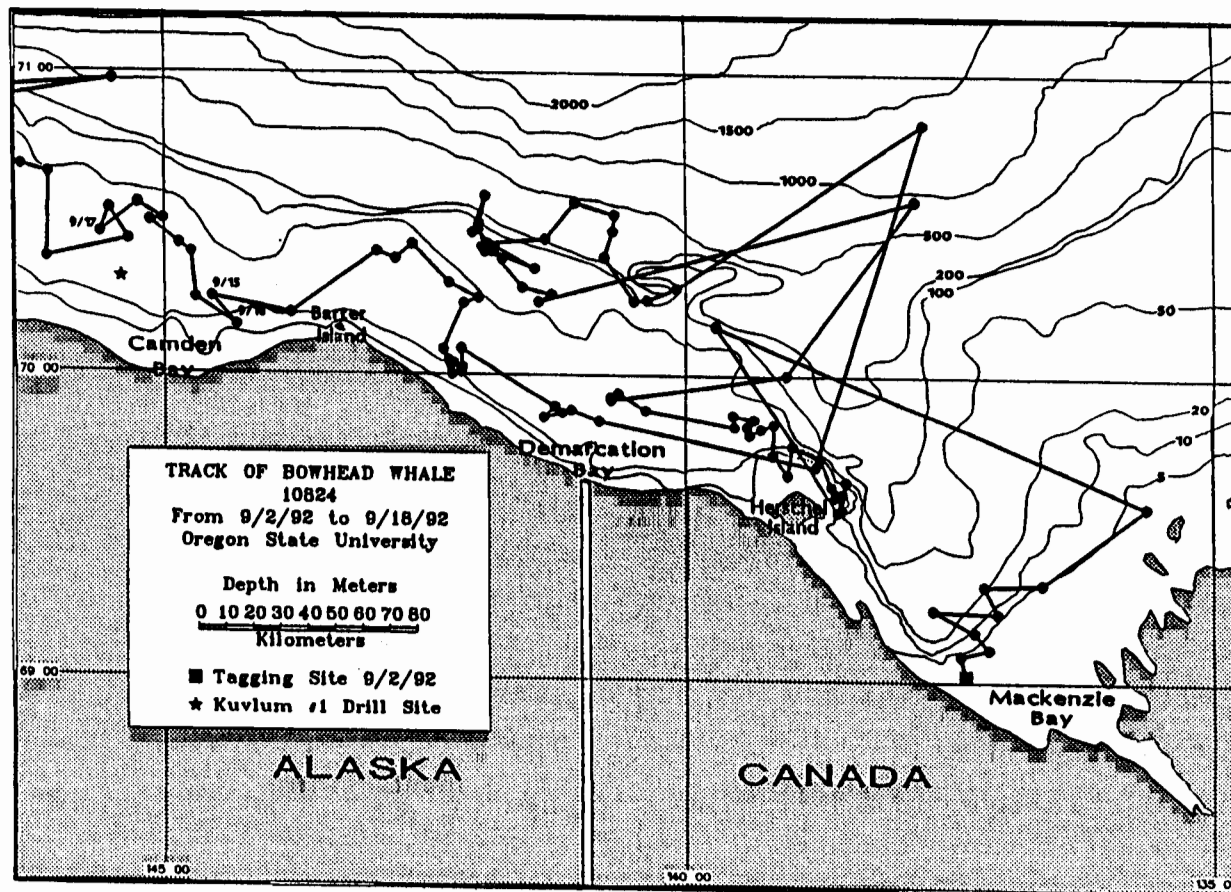 71 00
2000
1500
1000
500
200
100
50
20
10
5
9/17
9/15
Barter
Island
Camden
Bay
70 00
Demarcation
Bay
Herschel
Island
TRACK OF BOWHEAD WHALE
10824
From 9/2/92 to 9/18/92
Oregon State University
Depth in Meters
0 10 20 30 40 50 60 70 80
Kilometers
■ Tagging Site 9/2/92
★ Kuvlum #1 Drill Site
69 00
Mackenzie
Bay
ALASKA
CANADA
145 00
140 00